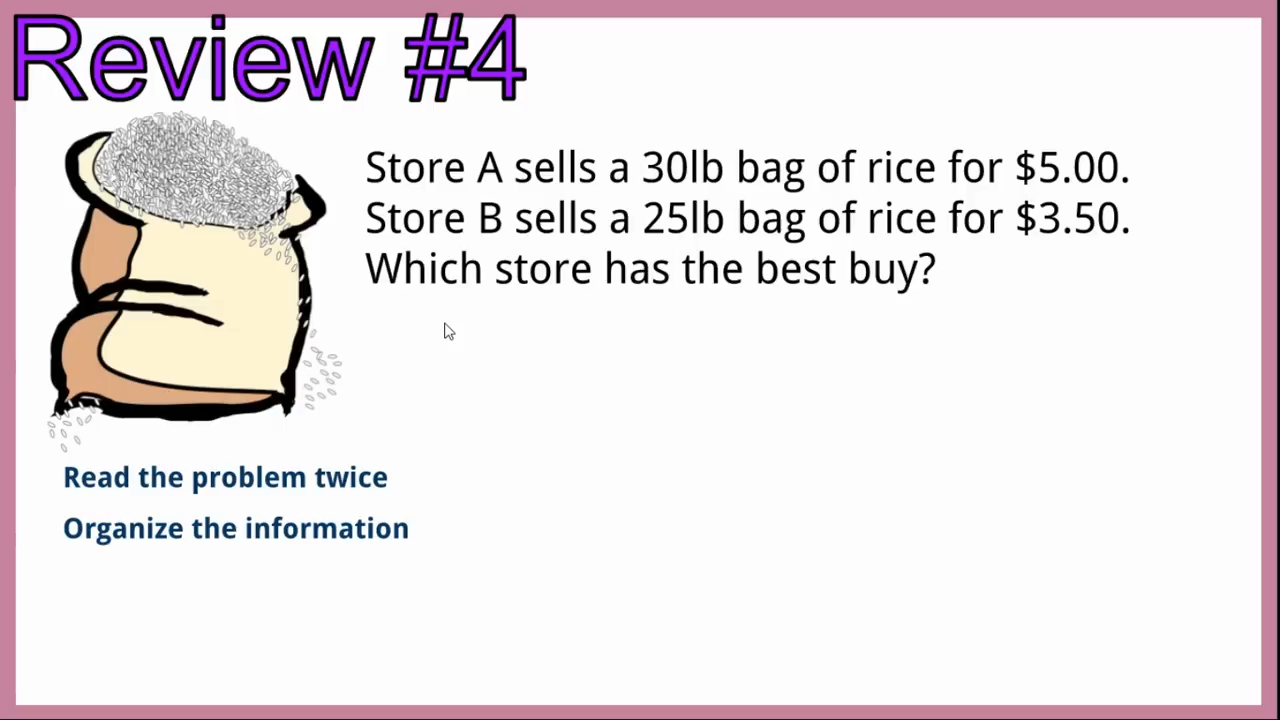 Review #4
Store A sells a 30lb bag of rice for $5.00.
Store B sells a 25lb bag of rice for $3.50.
Which store has the best buy?
Read the problem twice
Organize the information